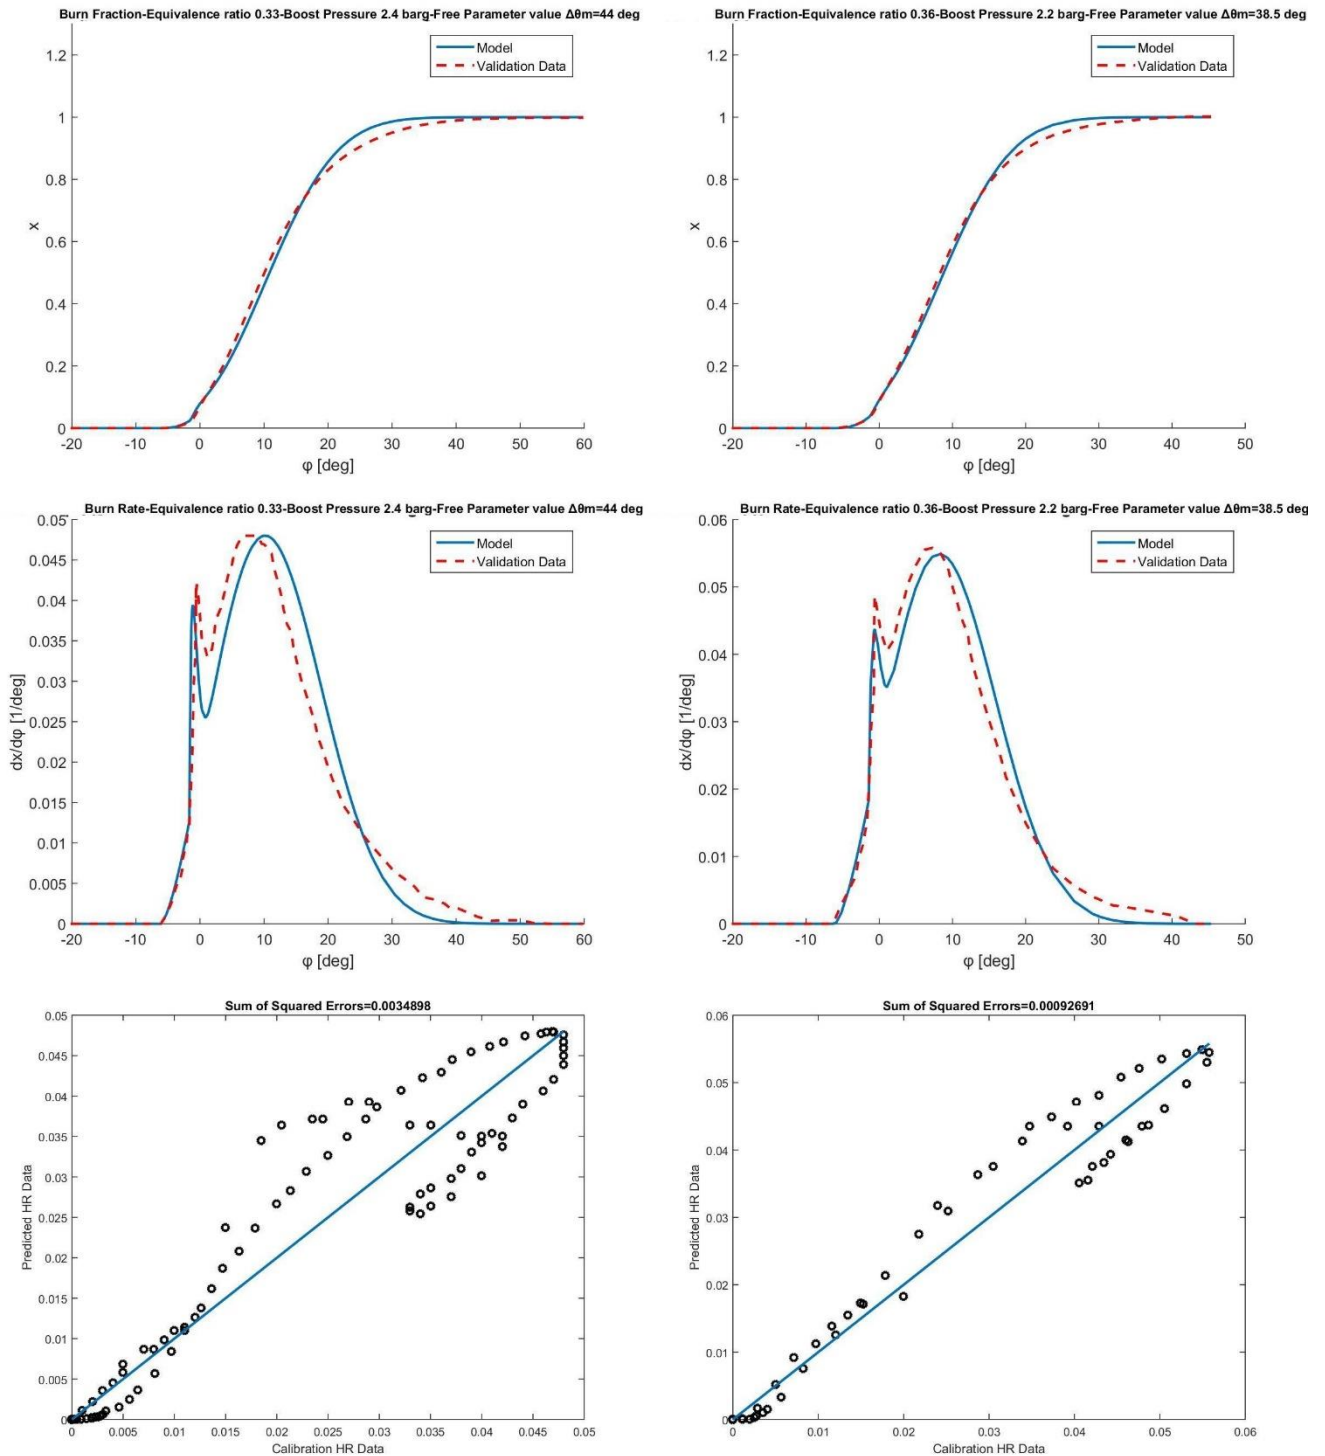 Burn Fraction-Equivalence ratio 0.33-Boost Pressure 2.4 barg-Free Parameter value Δθm=44 deg
1.2
1
0.8
0.6
0.4
0.2
0
x
-20 -10 0 10 20 30 40 50 60
φ [deg]
Model
Validation Data
Burn Fraction-Equivalence ratio 0.36-Boost Pressure 2.2 barg-Free Parameter value Δθm=38.5 deg
1.2
1
0.8
0.6
0.4
0.2
0
x
-20 -10 0 10 20 30 40 50
φ [deg]
Model
Validation Data
Burn Rate-Equivalence ratio 0.33-Boost Pressure 2.4 barg-Free Parameter value Δθm=44 deg
0.05
0.045
0.04
0.035
0.03
0.025
0.02
0.015
0.01
0.005
0
dx/dφ [1/deg]
-20 -10 0 10 20 30 40 50 60
φ [deg]
Model
Validation Data
Burn Rate-Equivalence ratio 0.36-Boost Pressure 2.2 barg-Free Parameter value Δθm=38.5 deg
0.06
0.05
0.04
0.03
0.02
0.01
0
dx/dφ [1/deg]
-20 -10 0 10 20 30 40 50
φ [deg]
Model
Validation Data
Sum of Squared Errors=0.0034898
0.05
0.045
0.04
0.035
0.03
0.025
0.02
0.015
0.01
0.005
0
Predicted HR Data
0 0.005 0.01 0.015 0.02 0.025 0.03 0.035 0.04 0.045 0.05
Calibration HR Data
Sum of Squared Errors=0.00092691
0.06
0.05
0.04
0.03
0.02
0.01
0
Predicted HR Data
0 0.01 0.02 0.03 0.04 0.05 0.06
Calibration HR Data